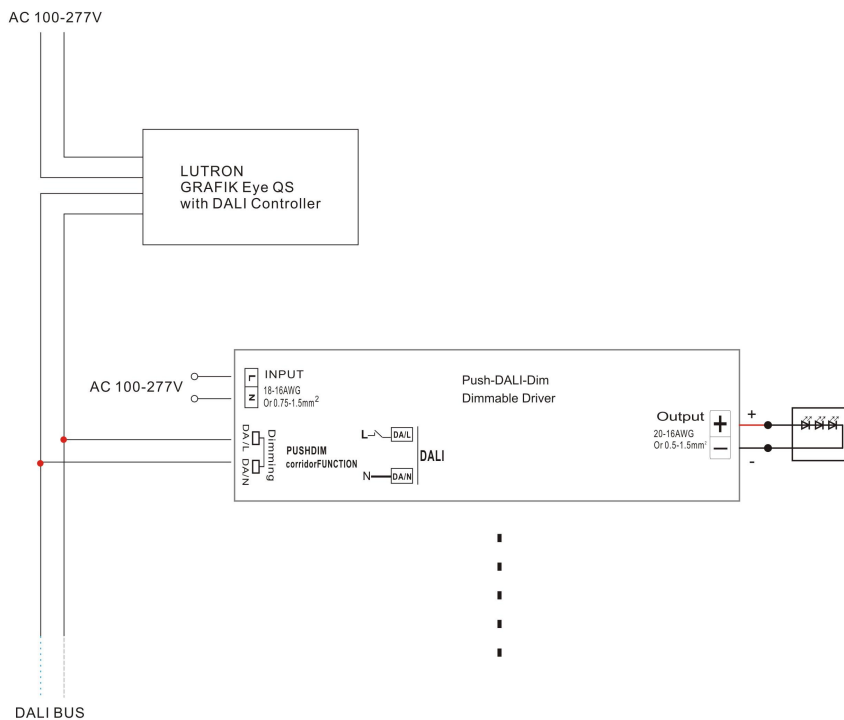 AC 100-277V
LUTRON
GRAFIK Eye QS
with DALI Controller
AC 100-277V
L
N
INPUT
18-16AWG
Or 0.75-1.5mm²
DA/L DA/N
Dimming
PUSHDIM
corridorFUNCTION
L
DA/L
N
DA/N
DALI
Push-DALI-Dim
Dimmable Driver
Output
20-16AWG
Or 0.5-1.5mm²
+
−
+
-
DALI BUS